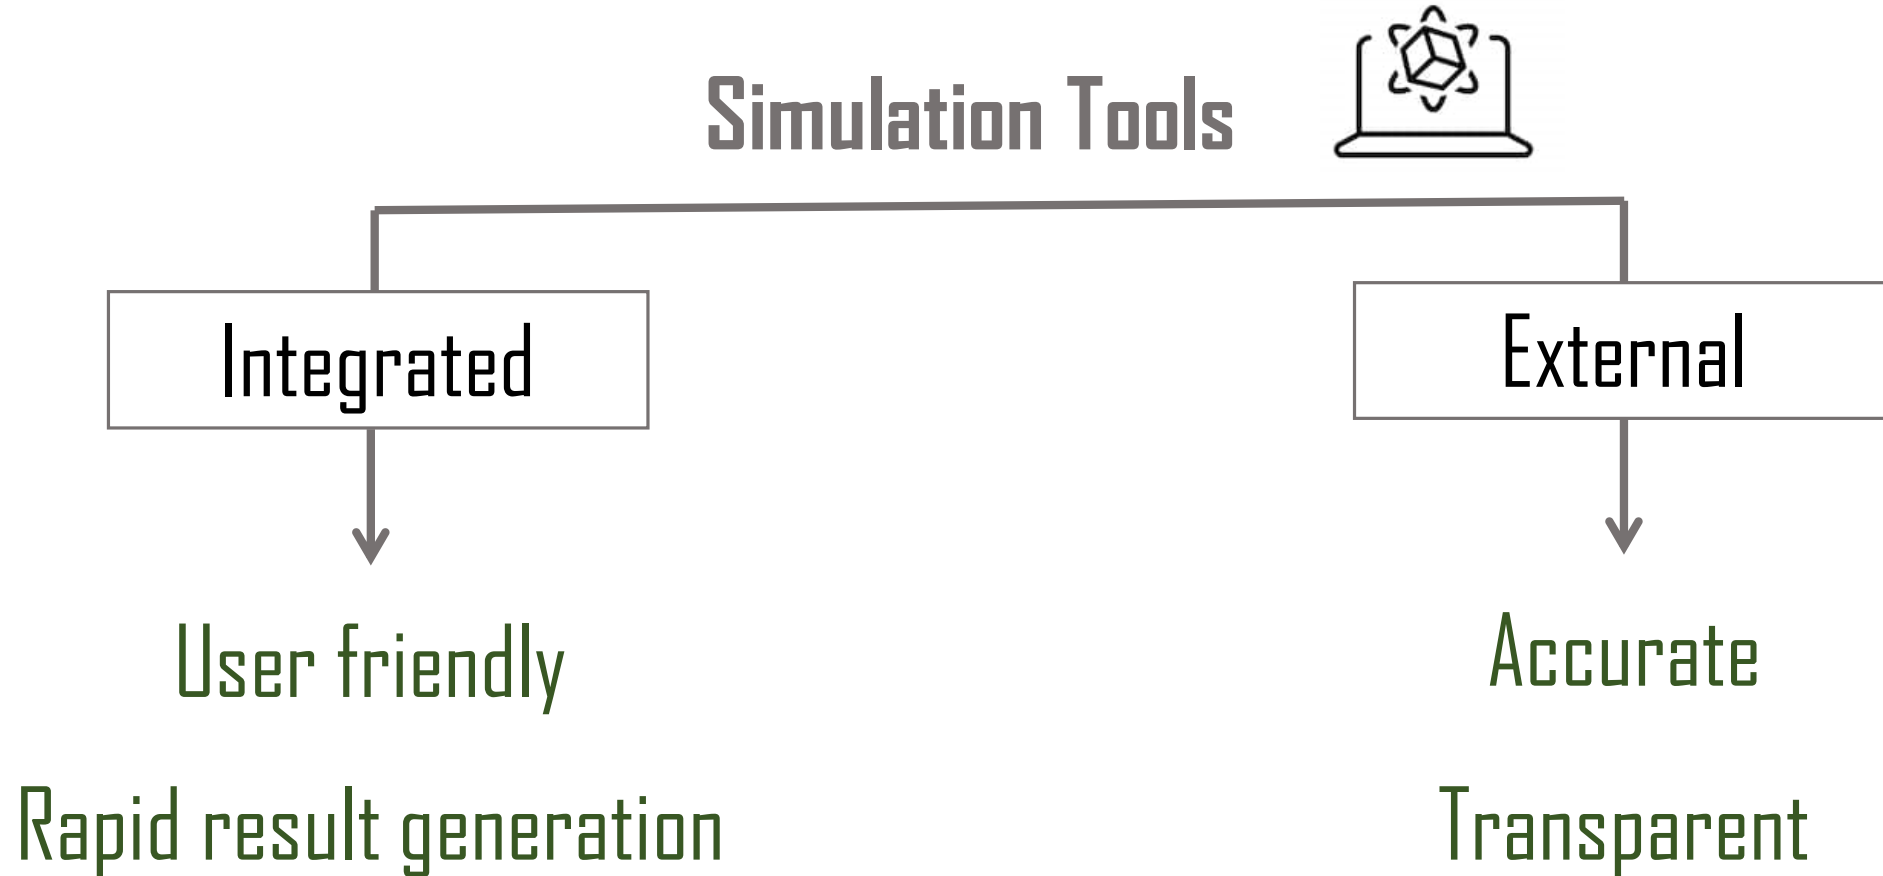 Simulation Tools
Integrated
External
User friendly
Accurate
Rapid result generation
Transparent